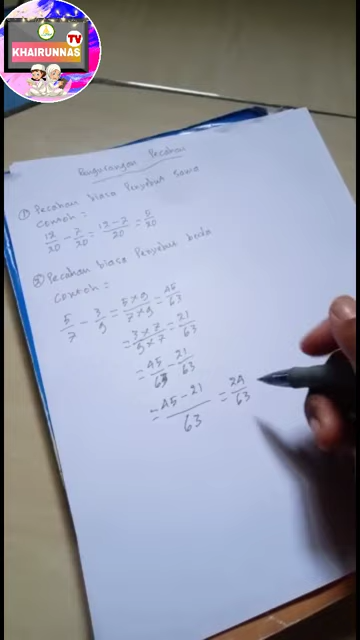 KHAIRUNNAS
TV
Pengurangan Pecahan
① Pecahan biasa Penyebut sama
Contoh =
12/20 - 7/20 = 12-7/20 = 5/20
② Pecahan biasa Penyebut beda
Contoh =
5/7 - 3/9 = 5×9/7×9 = 45/63
= 3×7/9×7 = 21/63
= 45/63 - 21/63
= 45-21/63 = 24/63